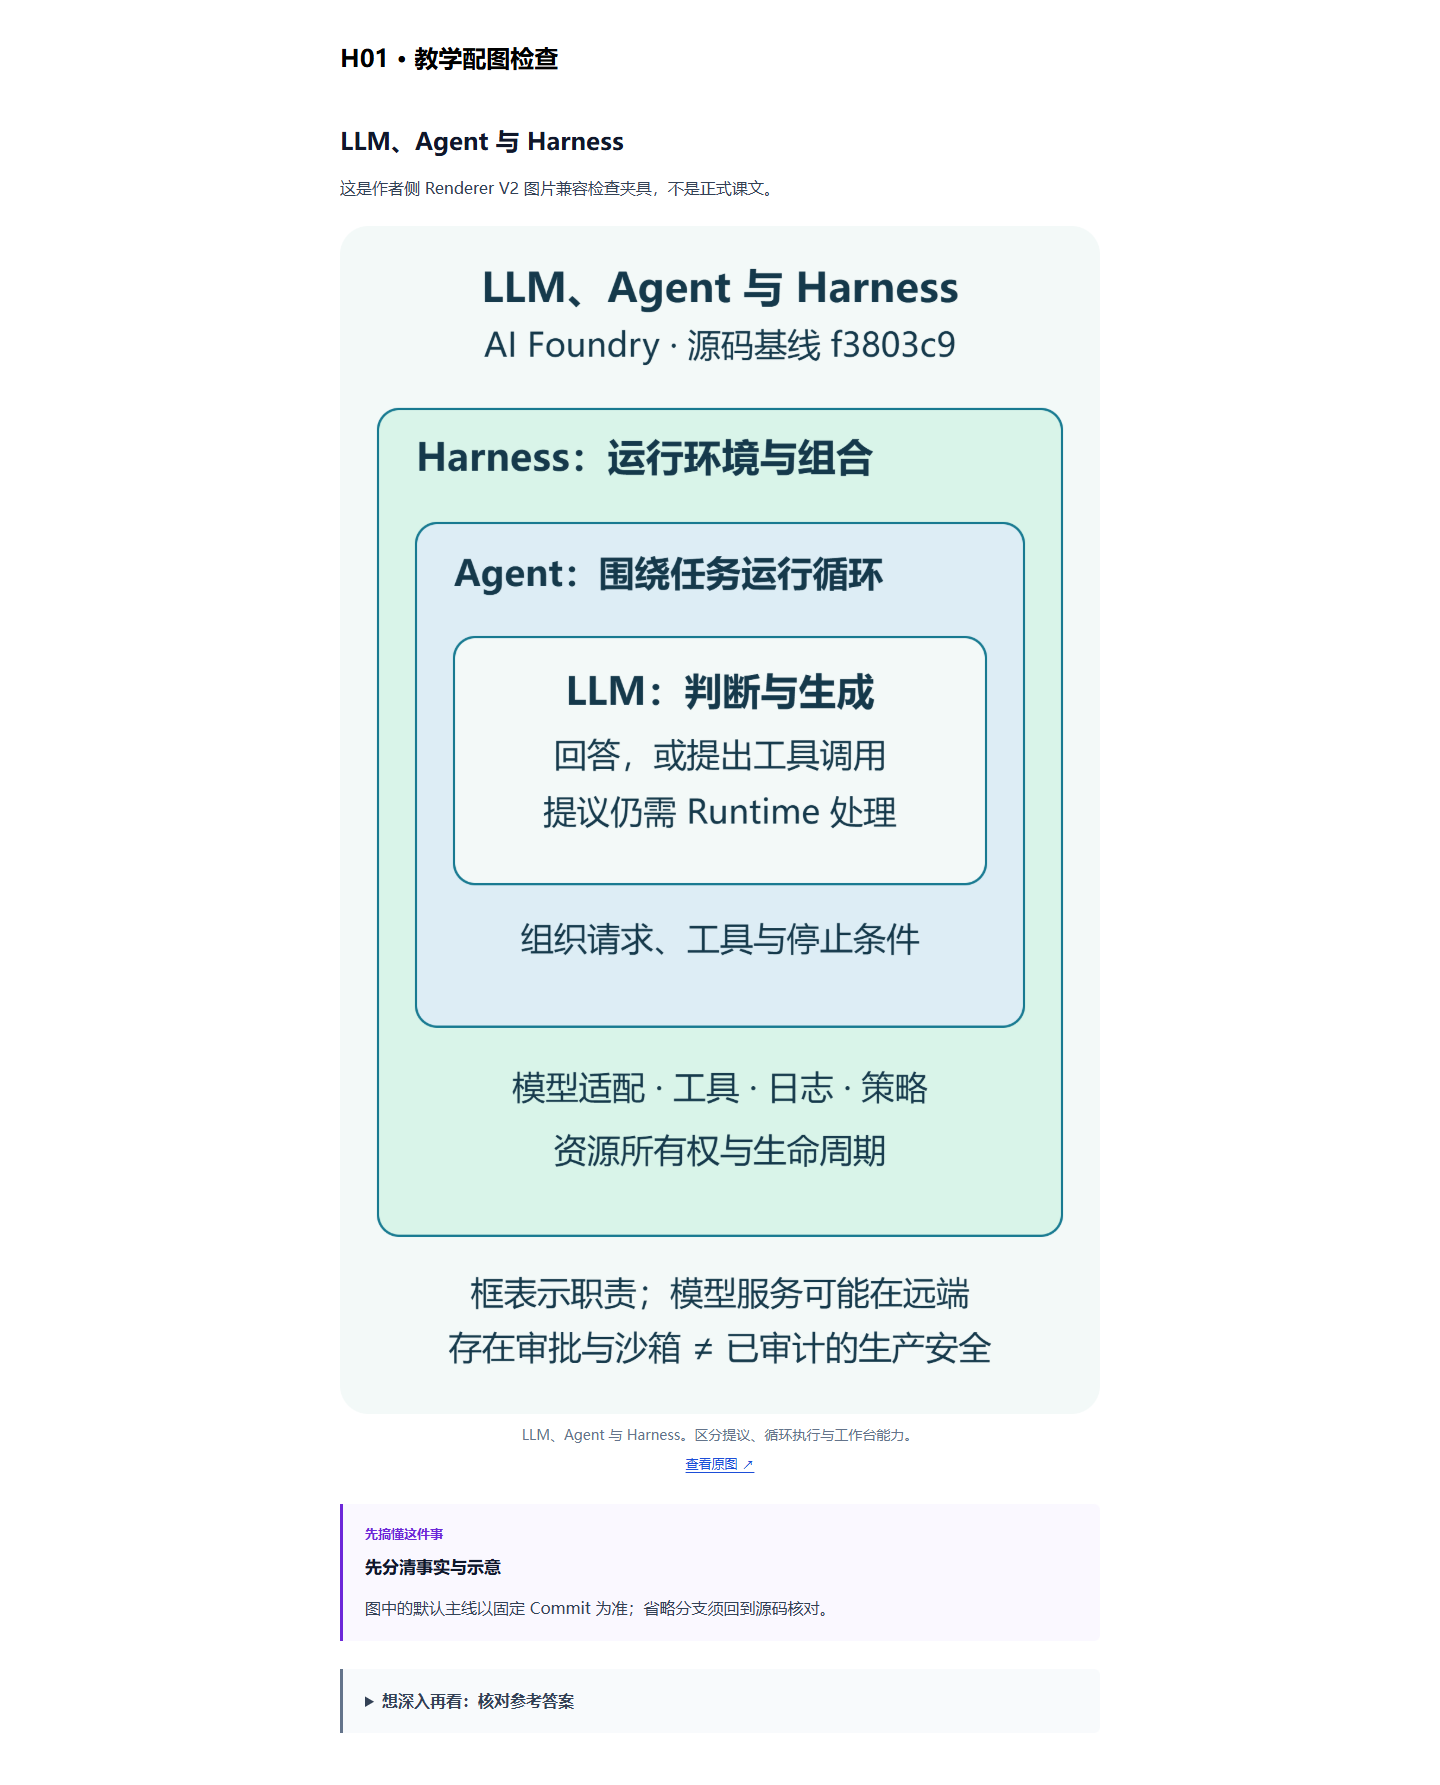 H01 · 教学配图检查
LLM、Agent 与 Harness
这是作者侧 Renderer V2 图片兼容检查夹具，不是正式课文。
LLM、Agent 与 Harness
AI Foundry · 源码基线 f3803c9
Harness：运行环境与组合
Agent：围绕任务运行循环
LLM：判断与生成
回答，或提出工具调用
提议仍需 Runtime 处理
组织请求、工具与停止条件
模型适配 · 工具 · 日志 · 策略
资源所有权与生命周期
框表示职责；模型服务可能在远端
存在审批与沙箱 ≠ 已审计的生产安全
LLM、Agent 与 Harness。区分提议、循环执行与工作台能力。
查看原图 ↗
先搞懂这件事
先分清事实与示意
图中的默认主线以固定 Commit 为准；省略分支须回到源码核对。
▶ 想深入再看：核对参考答案